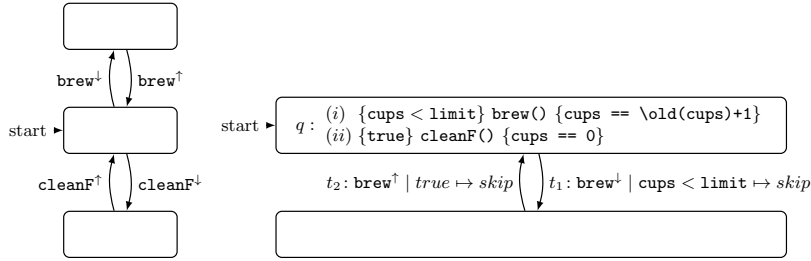 brew↓
brew↑
start
cleanF↑
cleanF↓
start
q : (i) {cups < limit} brew() {cups == \old(cups)+1}
(ii) {true} cleanF() {cups == 0}
t₂: brew↑ | true ↦ skip
t₁: brew↓ | cups < limit ↦ skip